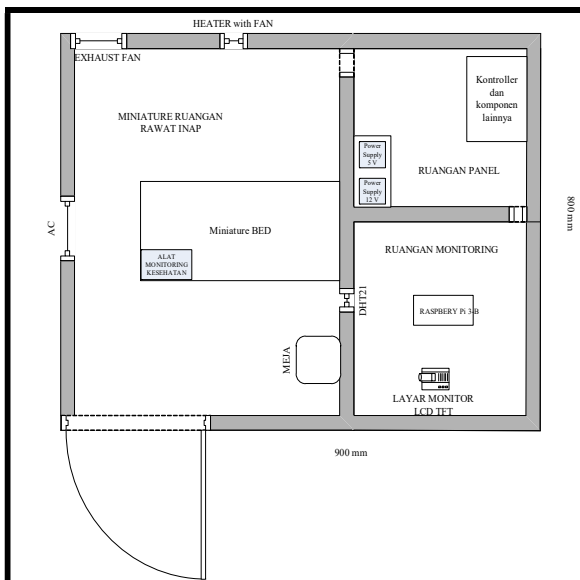 HEATER with FAN
EXHAUST FAN
MINIATURE RUANGAN
RAWAT INAP
Kontroller
dan
komponen
lainnya
Power
Supply
5 V
Power
Supply
12 V
RUANGAN PANEL
AC
Miniature BED
ALAT
MONITORING
KESEHATAN
RUANGAN MONITORING
DHT21
RASPBERY Pi 3-B
MEJA
LAYAR MONITOR
LCD TFT
800 mm
900 mm